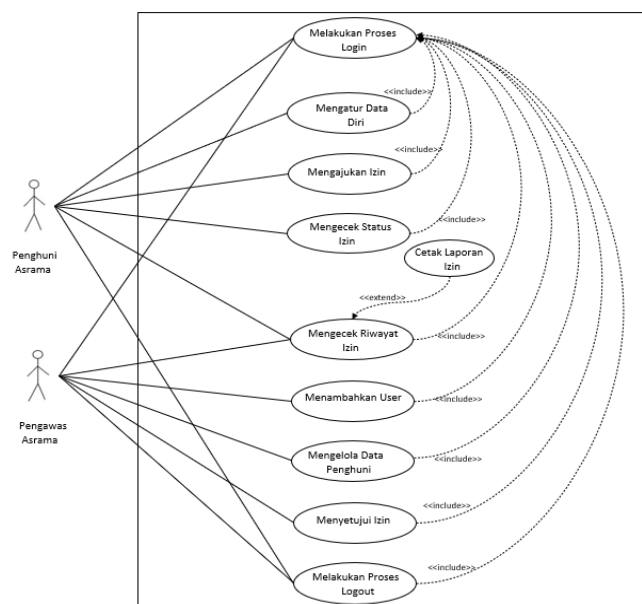 Melakukan Proses
Login
<<include>>
Mengatur Data
Diri
<<include>>
Mengajukan Izin
Penghuni
Asrama
Mengecek Status
Izin
<<include>>
Cetak Laporan
Izin
<<extend>>
Mengecek Riwayat
Izin
<<include>>
Pengawas
Asrama
Menambahkan User
<<include>>
Mengelola Data
Penghuni
<<include>>
Menyetujui Izin
<<include>>
Melakukan Proses
Logout
<<include>>